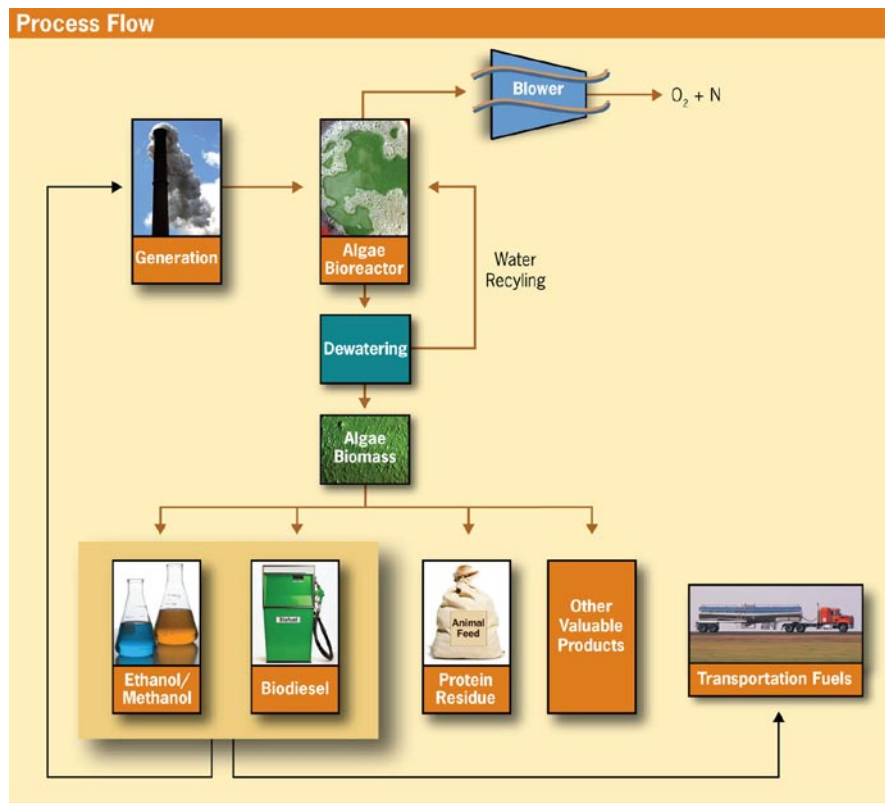 Process Flow
Blower
O₂ + N
Generation
Algae
Bioreactor
Water
Recyling
Dewatering
Algae
Biomass
Ethanol/
Methanol
Biofuel
Biodiesel
Animal
Feed
Protein
Residue
Other
Valuable
Products
Transportation Fuels